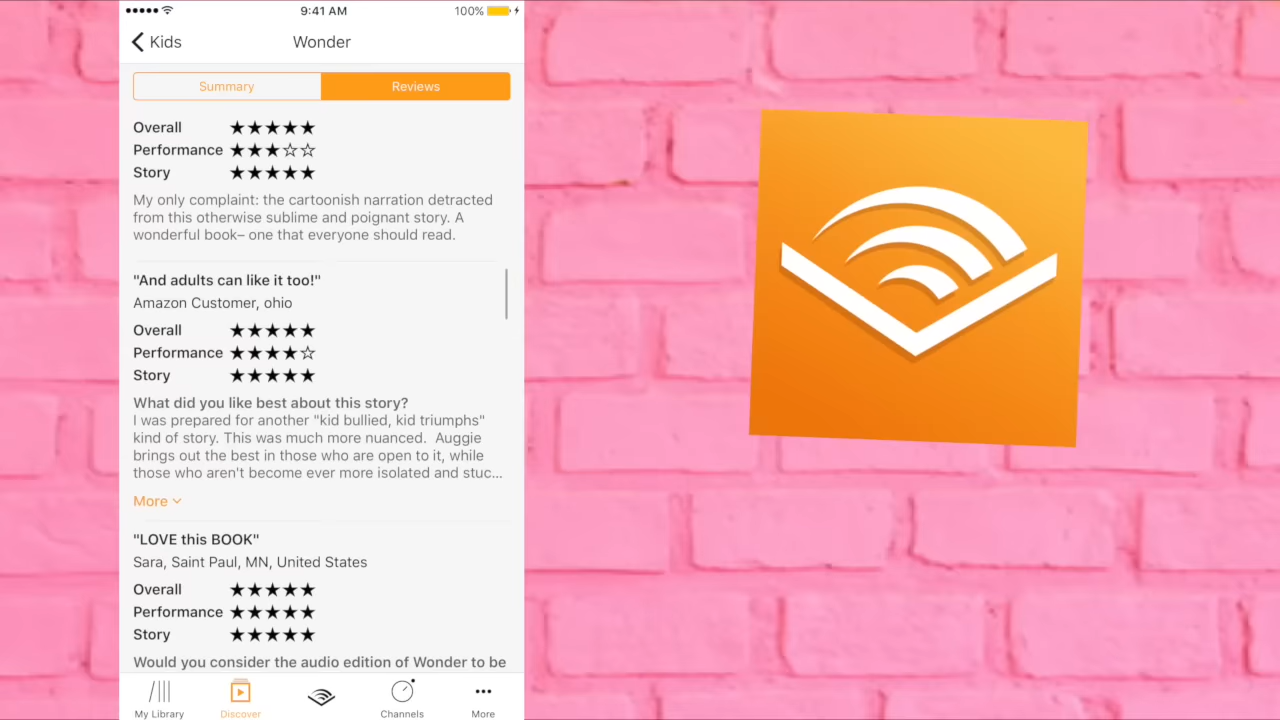 9:41 AM
100%
Kids
Wonder
Summary
Reviews
Overall
Performance
Story
My only complaint: the cartoonish narration detracted
from this otherwise sublime and poignant story. A
wonderful book– one that everyone should read.
"And adults can like it too!"
Amazon Customer, ohio
Overall
Performance
Story
What did you like best about this story?
I was prepared for another "kid bullied, kid triumphs"
kind of story. This was much more nuanced. Auggie
brings out the best in those who are open to it, while
those who aren't become ever more isolated and stuc...
More
"LOVE this BOOK"
Sara, Saint Paul, MN, United States
Overall
Performance
Story
Would you consider the audio edition of Wonder to be
My Library
Discover
Channels
More